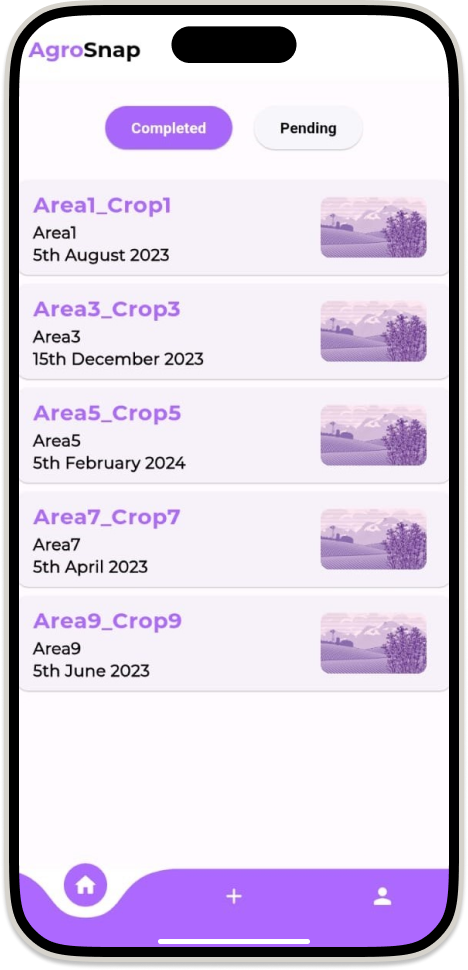 AgroSnap
Completed Pending
Area1_Crop1
Area1
5th August 2023
Area3_Crop3
Area3
15th December 2023
Area5_Crop5
Area5
5th February 2024
Area7_Crop7
Area7
5th April 2023
Area9_Crop9
Area9
5th June 2023